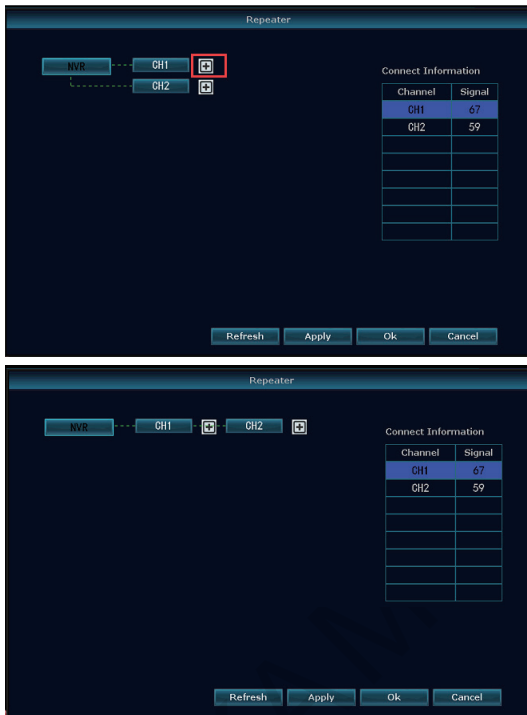 Repeater
NVR CH1
CH2
Connect Information
Channel Signal
CH1 67
CH2 59
Refresh Apply Ok Cancel
Repeater
NVR CH1 CH2
Connect Information
Channel Signal
CH1 67
CH2 59
Refresh Apply Ok Cancel